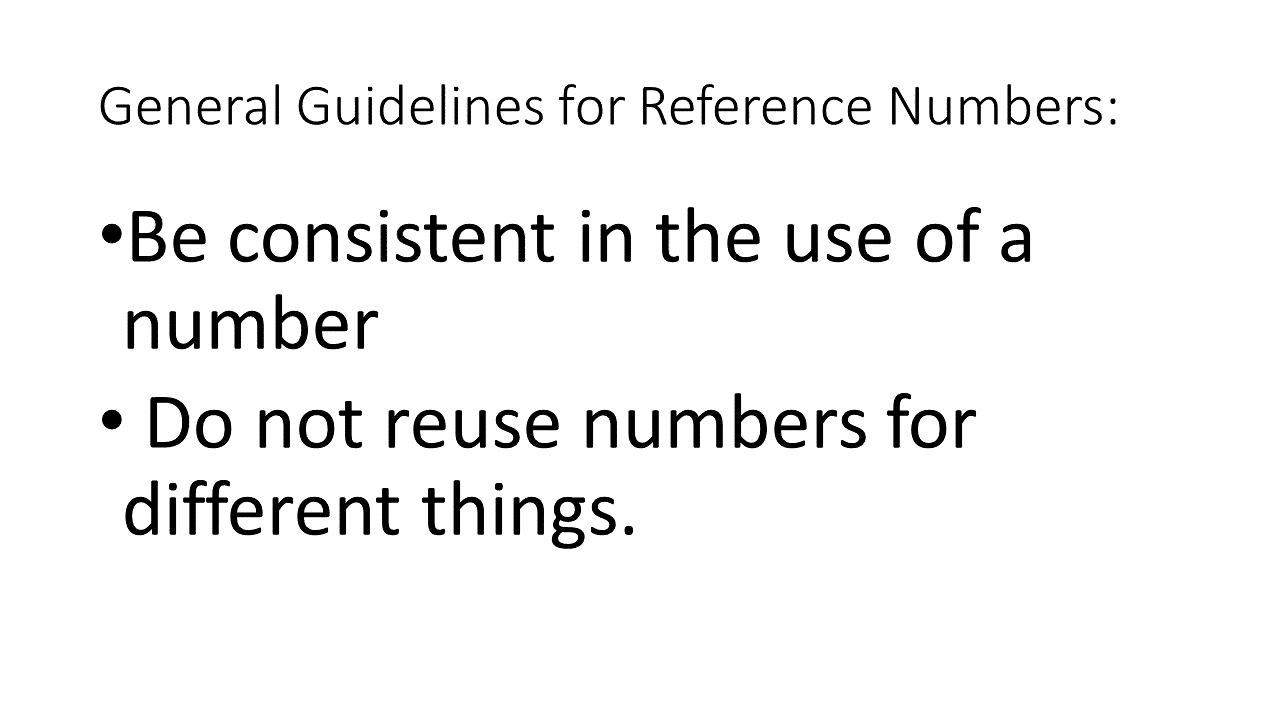 General Guidelines for Reference Numbers:
•Be consistent in the use of a
number
• Do not reuse numbers for
different things.